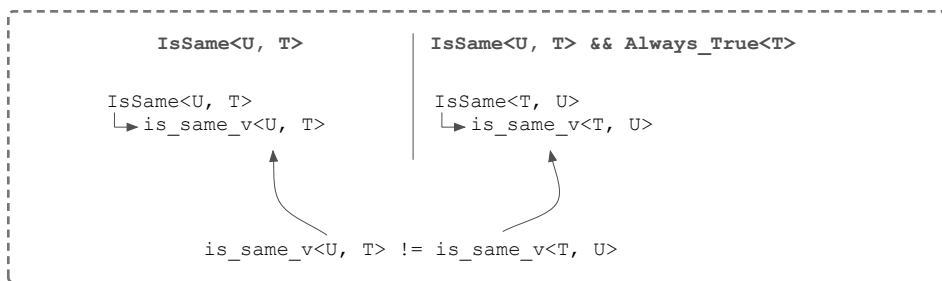 IsSame<U, T>
IsSame<U, T> && Always_True<T>
IsSame<U, T>
is_same_v<U, T>
IsSame<T, U>
is_same_v<T, U>
is_same_v<U, T> != is_same_v<T, U>